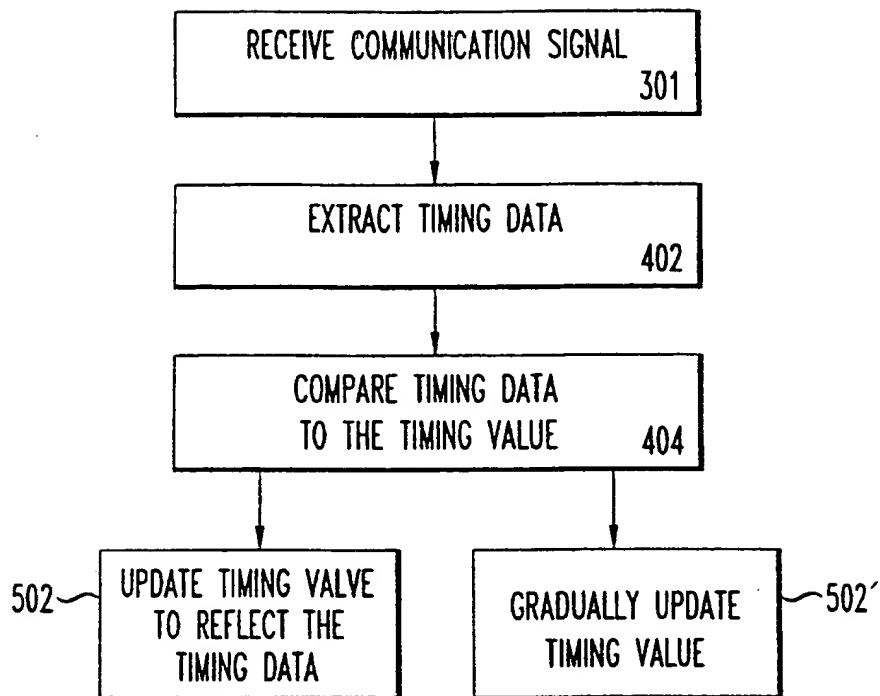 RECEIVE COMMUNICATION SIGNAL
301
EXTRACT TIMING DATA
402
COMPARE TIMING DATA
TO THE TIMING VALUE
404
502
UPDATE TIMING VALVE
TO REFLECT THE
TIMING DATA
GRADUALLY UPDATE
TIMING VALUE
502′